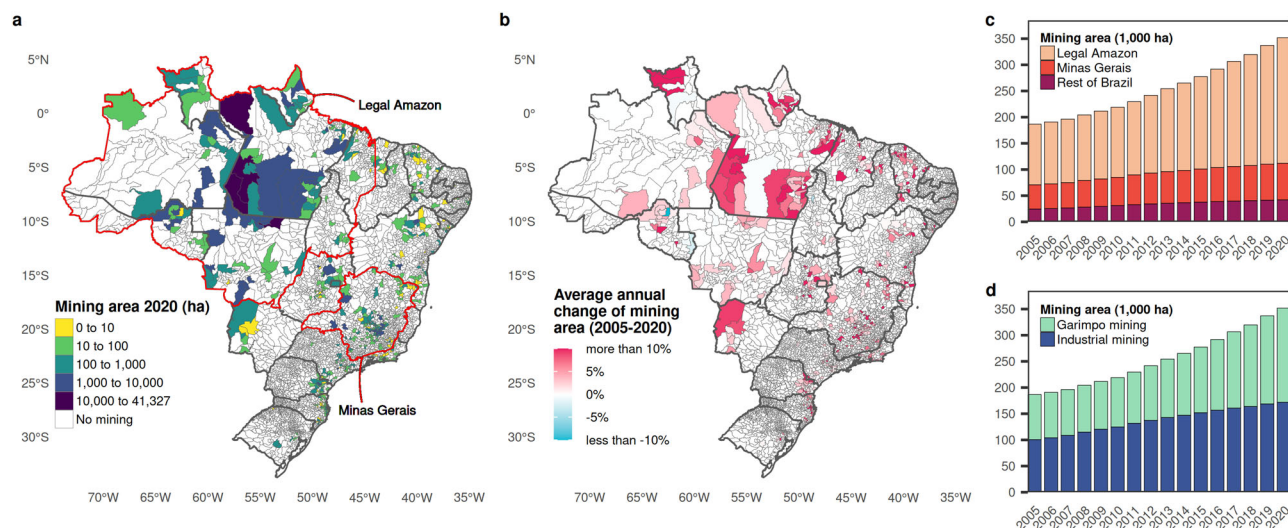 a
5°N
0°
5°S
10°S
15°S
20°S
25°S
30°S
70°W 65°W 60°W 55°W 50°W 45°W 40°W 35°W
Legal Amazon
Minas Gerais
Mining area 2020 (ha)
0 to 10
10 to 100
100 to 1,000
1,000 to 10,000
10,000 to 41,327
No mining
b
5°N
0°
5°S
10°S
15°S
20°S
25°S
30°S
70°W 65°W 60°W 55°W 50°W 45°W 40°W 35°W
Average annual
change of mining
area (2005-2020)
more than 10%
5%
0%
-5%
less than -10%
c
Mining area (1,000 ha)
Legal Amazon
Minas Gerais
Rest of Brazil
350
300
250
200
150
100
50
0
2005 2006 2007 2008 2009 2010 2011 2012 2013 2014 2015 2016 2017 2018 2019 2020
d
Mining area (1,000 ha)
Garimpo mining
Industrial mining
350
300
250
200
150
100
50
0
2005 2006 2007 2008 2009 2010 2011 2012 2013 2014 2015 2016 2017 2018 2019 2020